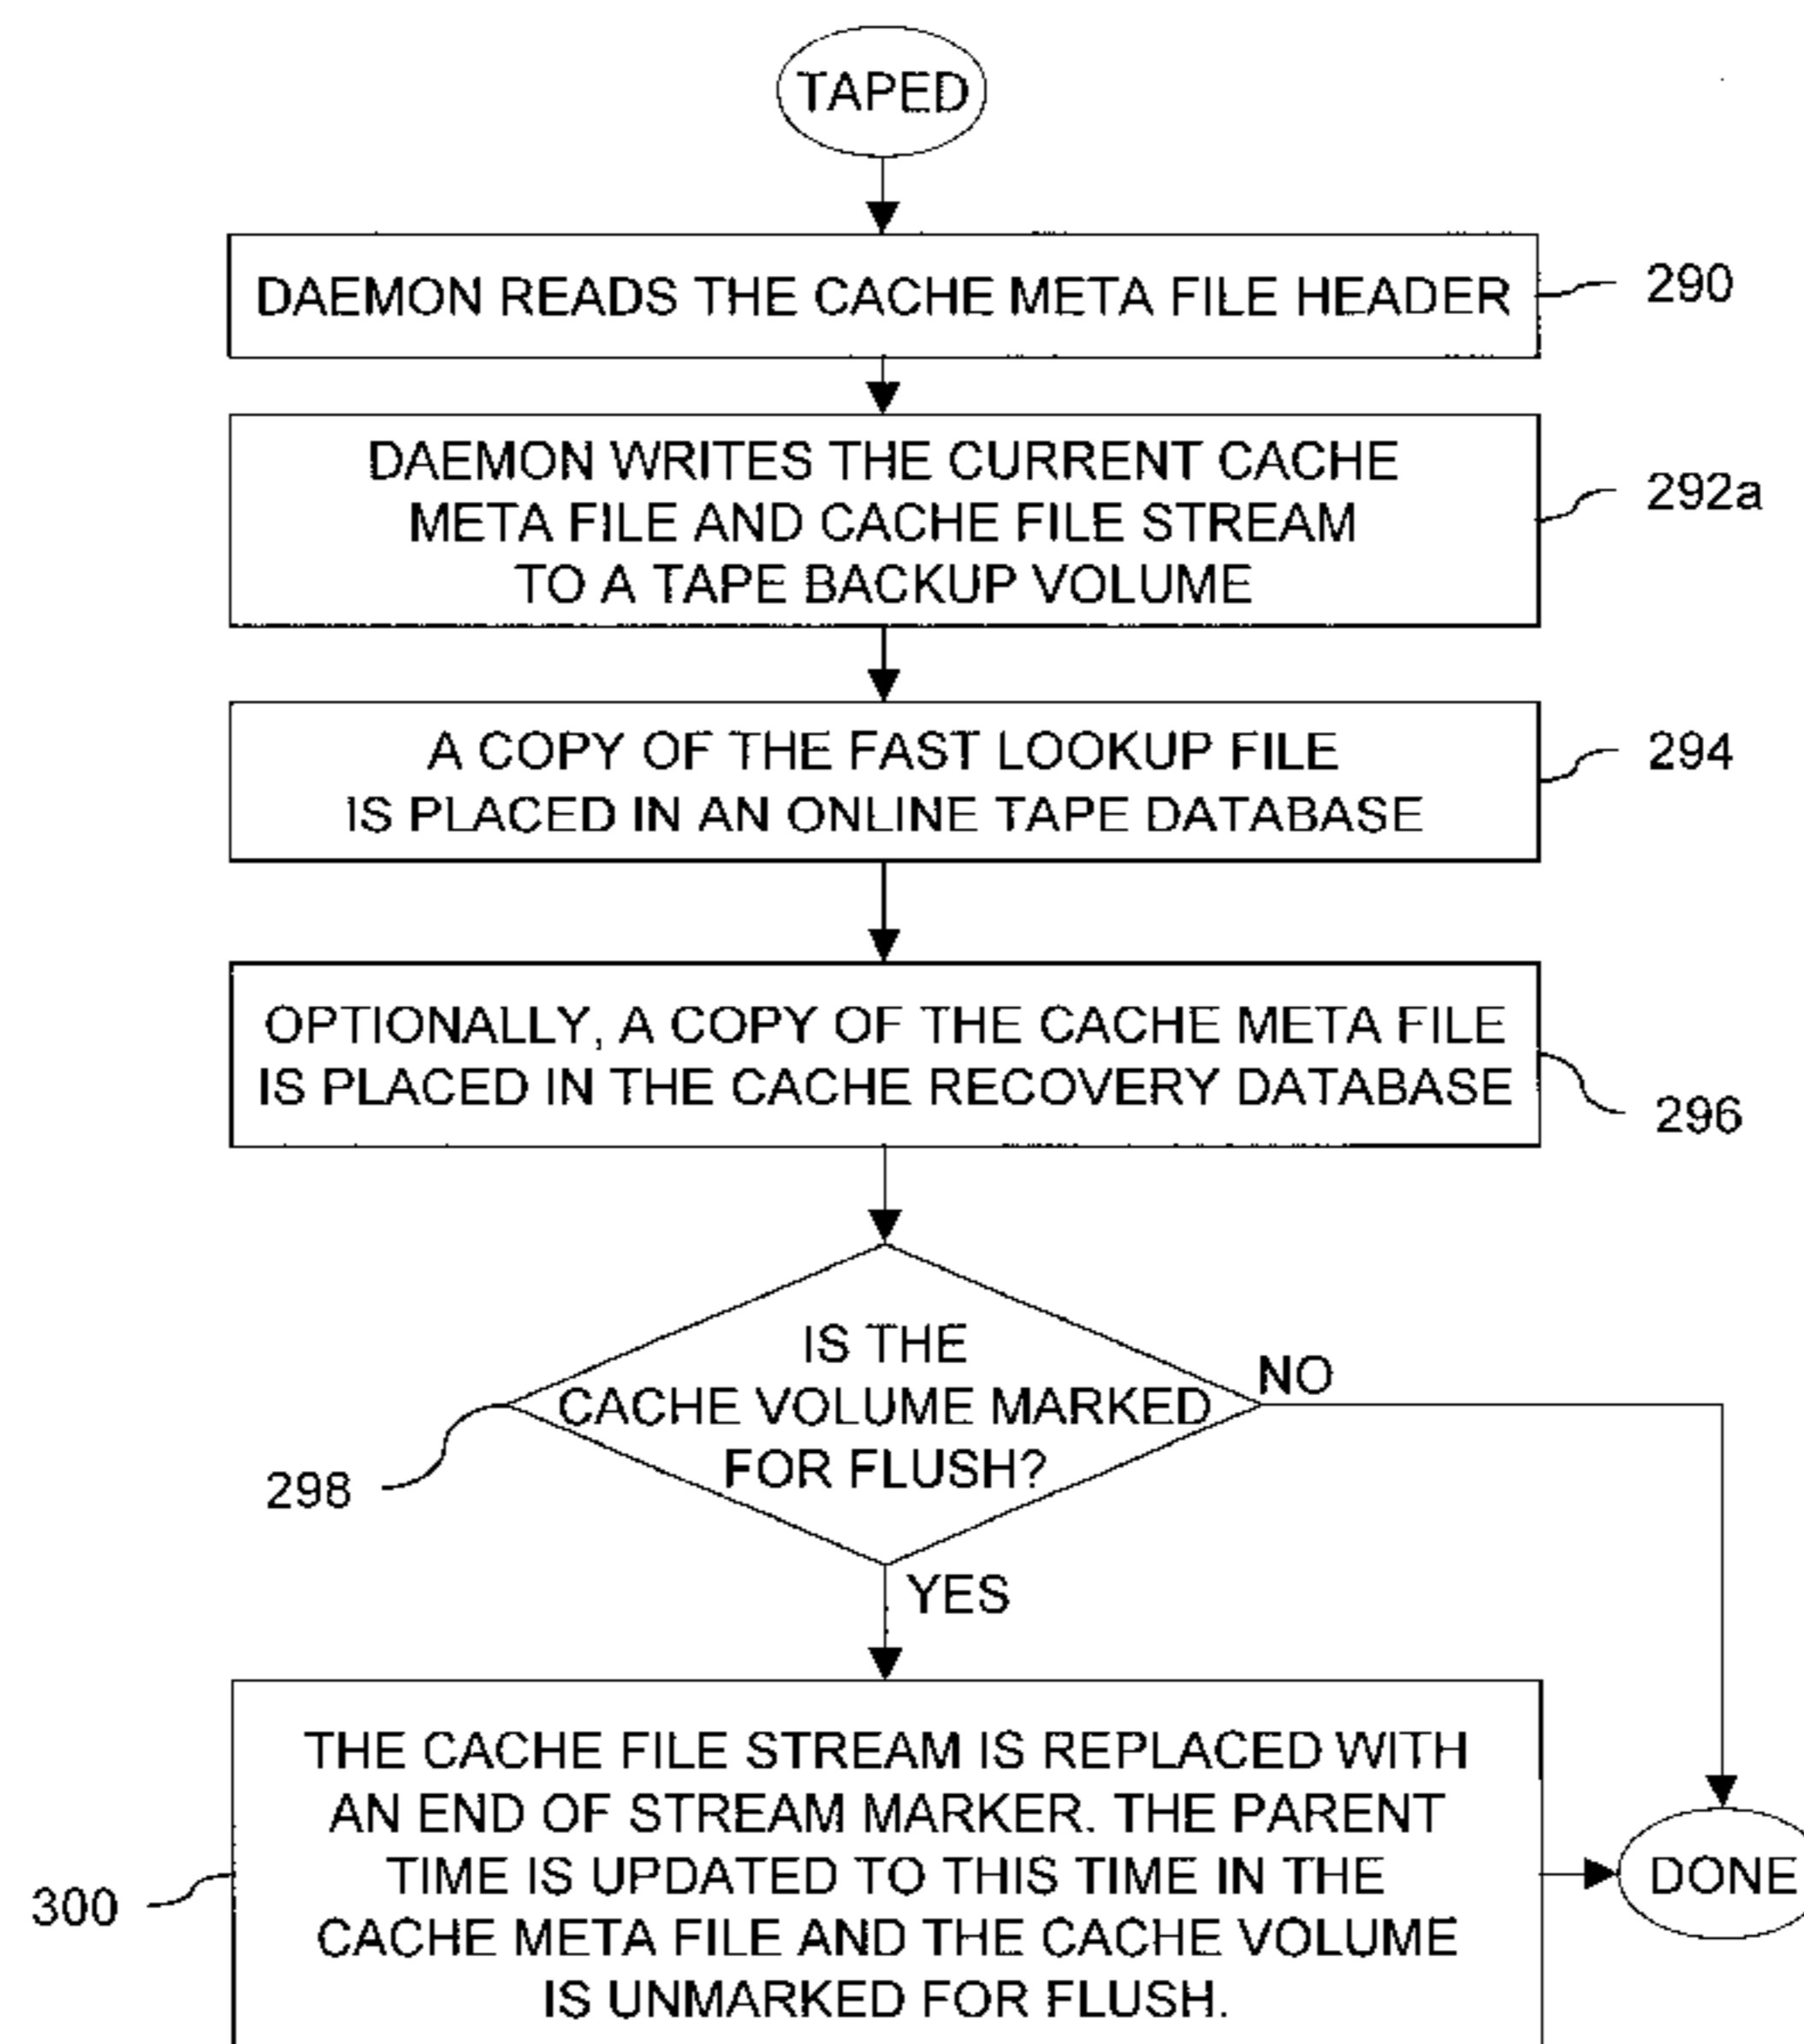 TAPED
DAEMON READS THE CACHE META FILE HEADER
290
DAEMON WRITES THE CURRENT CACHE
META FILE AND CACHE FILE STREAM
TO A TAPE BACKUP VOLUME
292a
A COPY OF THE FAST LOOKUP FILE
IS PLACED IN AN ONLINE TAPE DATABASE
294
OPTIONALLY, A COPY OF THE CACHE META FILE
IS PLACED IN THE CACHE RECOVERY DATABASE
296
IS THE
CACHE VOLUME MARKED
FOR FLUSH?
NO
298
YES
THE CACHE FILE STREAM IS REPLACED WITH
AN END OF STREAM MARKER. THE PARENT
TIME IS UPDATED TO THIS TIME IN THE
CACHE META FILE AND THE CACHE VOLUME
IS UNMARKED FOR FLUSH.
300
DONE